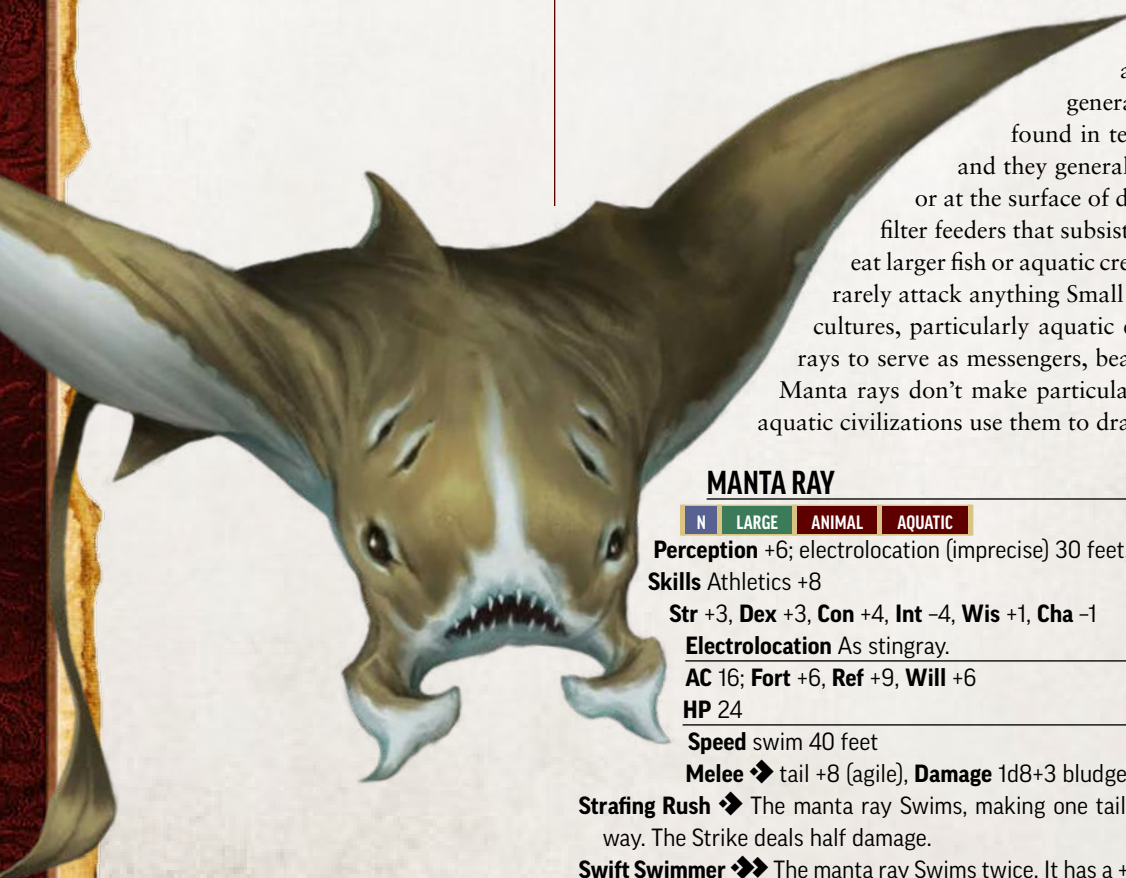 genera
found in te
and they general
or at the surface of d
filter feeders that subsist
eat larger fish or aquatic cre
rarely attack anything Small
cultures, particularly aquatic
rays to serve as messengers, bea
Manta rays don’t make particula
aquatic civilizations use them to dra
MANTA RAY
N LARGE ANIMAL AQUATIC
Perception +6; electrolocation (imprecise) 30 feet
Skills Athletics +8
Str +3, Dex +3, Con +4, Int –4, Wis +1, Cha –1
Electrolocation As stingray.
AC 16; Fort +6, Ref +9, Will +6
HP 24
Speed swim 40 feet
Melee ◆ tail +8 (agile), Damage 1d8+3 bludge
Strafing Rush ◆ The manta ray Swims, making one tail
way. The Strike deals half damage.
Swift Swimmer ◆◆ The manta ray Swims twice. It has a +